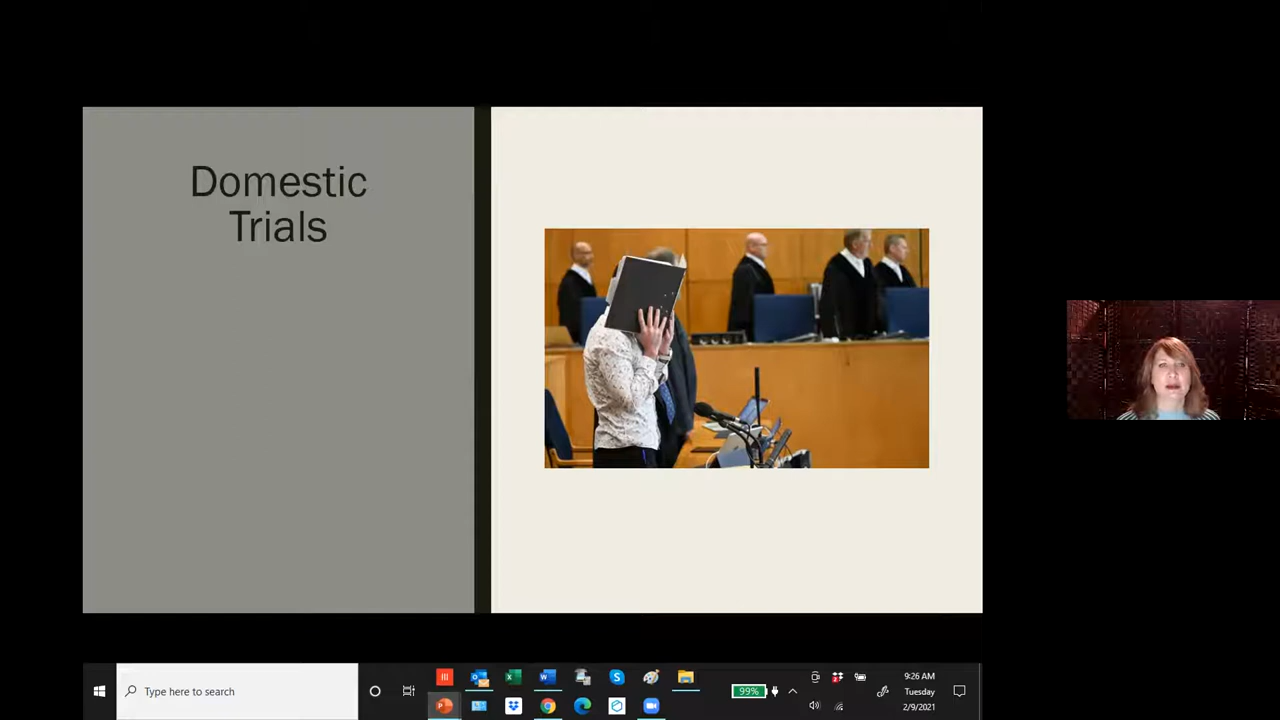 Domestic
Trials
Type here to search
99%
9:26 AM
Tuesday
2/9/2021